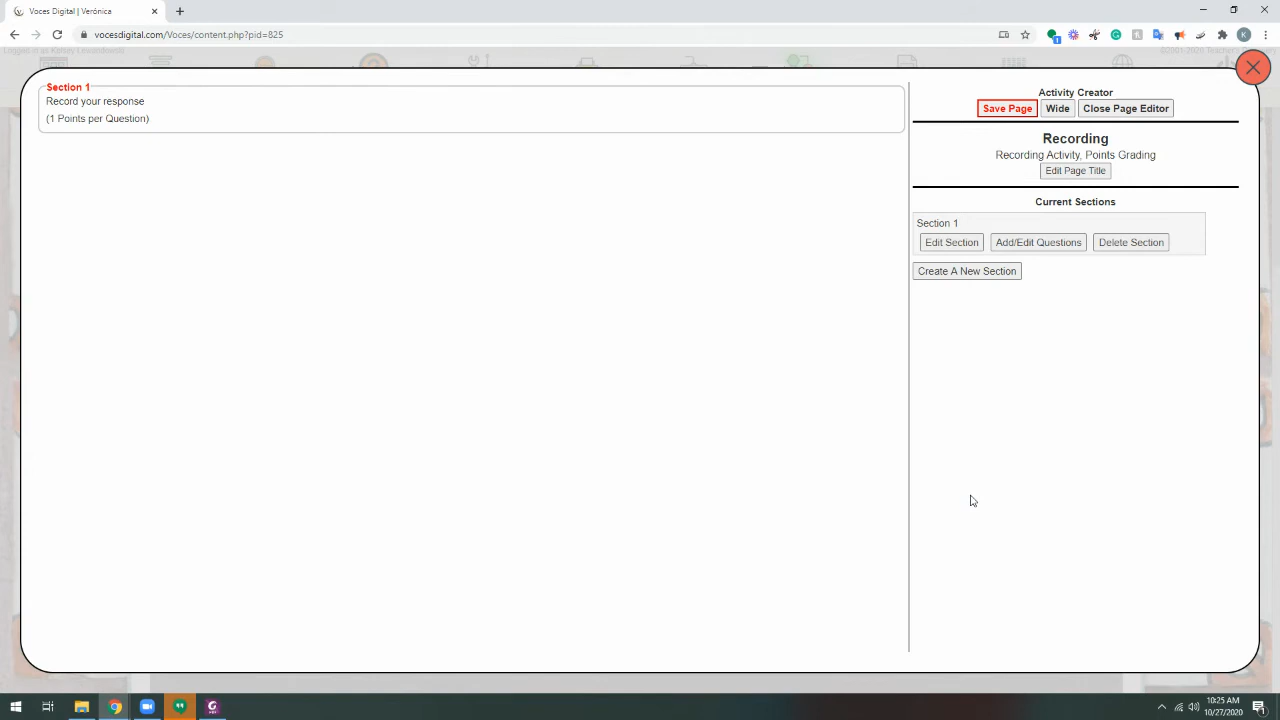 Voces Digital | Verónica
vocesdigital.com/Voces/content.php?pid=825
K
Section 1
Record your response
(1 Points per Question)
Activity Creator
Save Page
Wide
Close Page Editor
Recording
Recording Activity, Points Grading
Edit Page Title
Current Sections
Section 1
Edit Section
Add/Edit Questions
Delete Section
Create A New Section
10:25 AM
10/27/2020